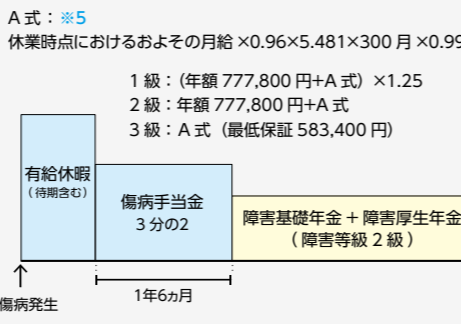 A式：※5
休業時点におけるおよその月給×0.96×5.481×300月×0.99
1級：（年額777,800円+A式）×1.25
2級：年額777,800円+A式
3級：A式（最低保証583,400円）
有給休暇
（待期含む）
傷病手当金
3分の2
障害基礎年金＋障害厚生年金
（障害等級2級）
傷病発生
1年6ヵ月